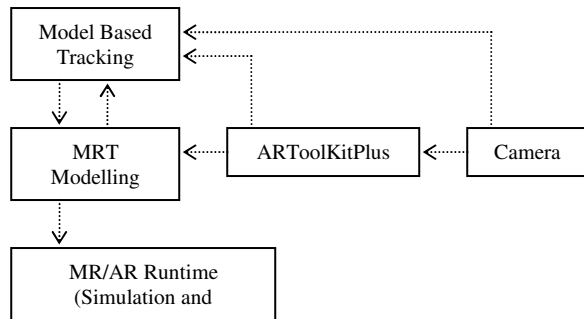 Model Based
Tracking
MRT
Modelling
ARToolKitPlus
Camera
MR/AR Runtime
(Simulation and